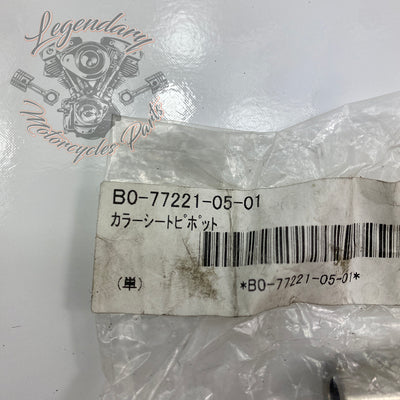 Legendary
Motorcycles Parts
B0-77221-05-01
カラーシートピポット
(単)
*B0-77221-05-01*